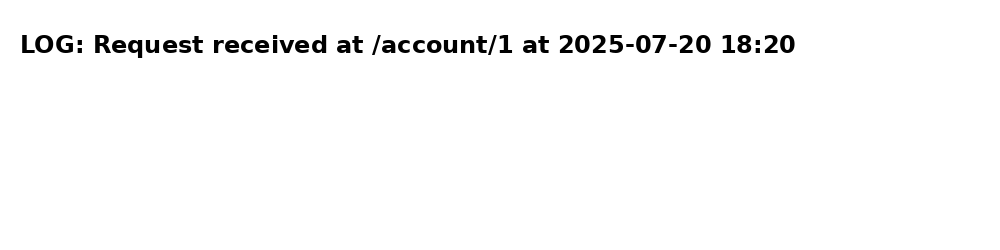 LOG: Request received at /account/1 at 2025-07-20 18:20